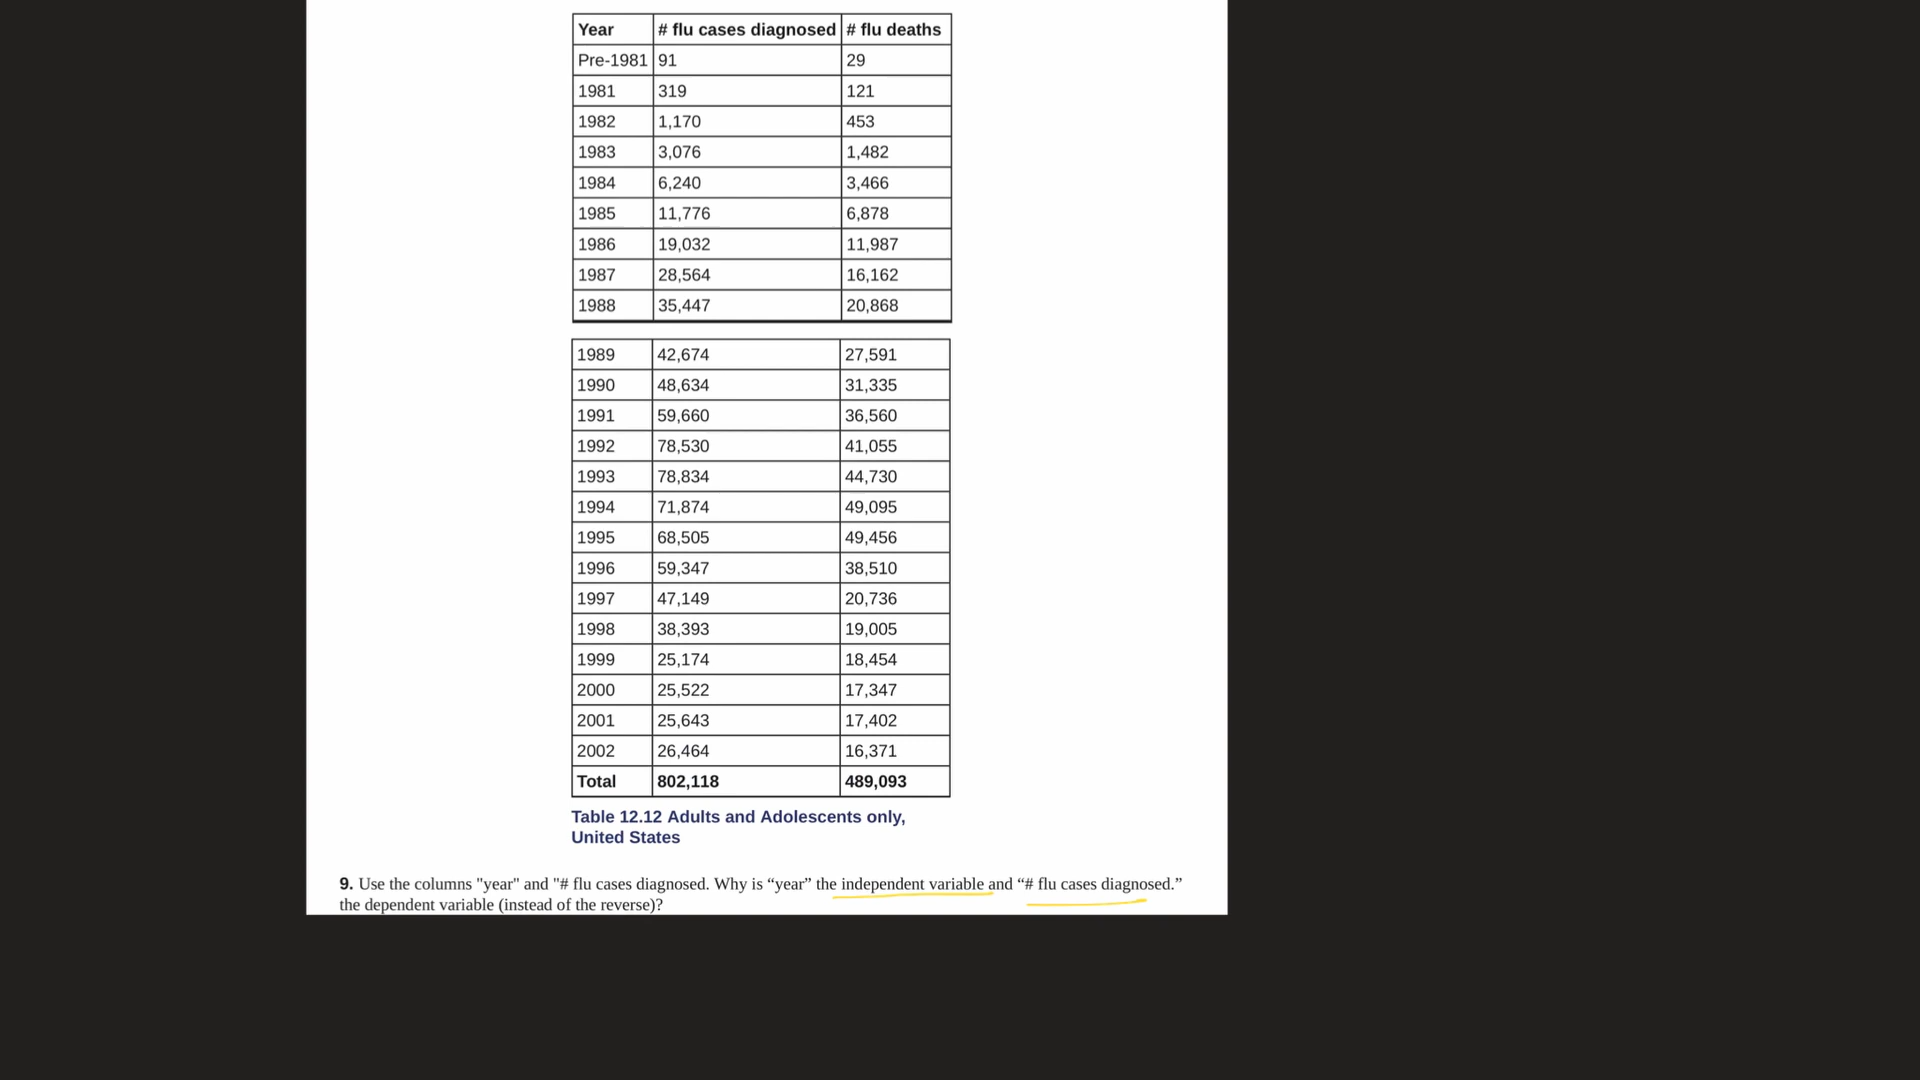 Year # flu cases diagnosed # flu deaths
Pre-1981 91 29
1981 319 121
1982 1,170 453
1983 3,076 1,482
1984 6,240 3,466
1985 11,776 6,878
1986 19,032 11,987
1987 28,564 16,162
1988 35,447 20,868
1989 42,674 27,591
1990 48,634 31,335
1991 59,660 36,560
1992 78,530 41,055
1993 78,834 44,730
1994 71,874 49,095
1995 68,505 49,456
1996 59,347 38,510
1997 47,149 20,736
1998 38,393 19,005
1999 25,174 18,454
2000 25,522 17,347
2001 25,643 17,402
2002 26,464 16,371
Total 802,118 489,093
Table 12.12 Adults and Adolescents only,
United States
9. Use the columns "year" and "# flu cases diagnosed. Why is “year” the independent variable and “# flu cases diagnosed.”
the dependent variable (instead of the reverse)?